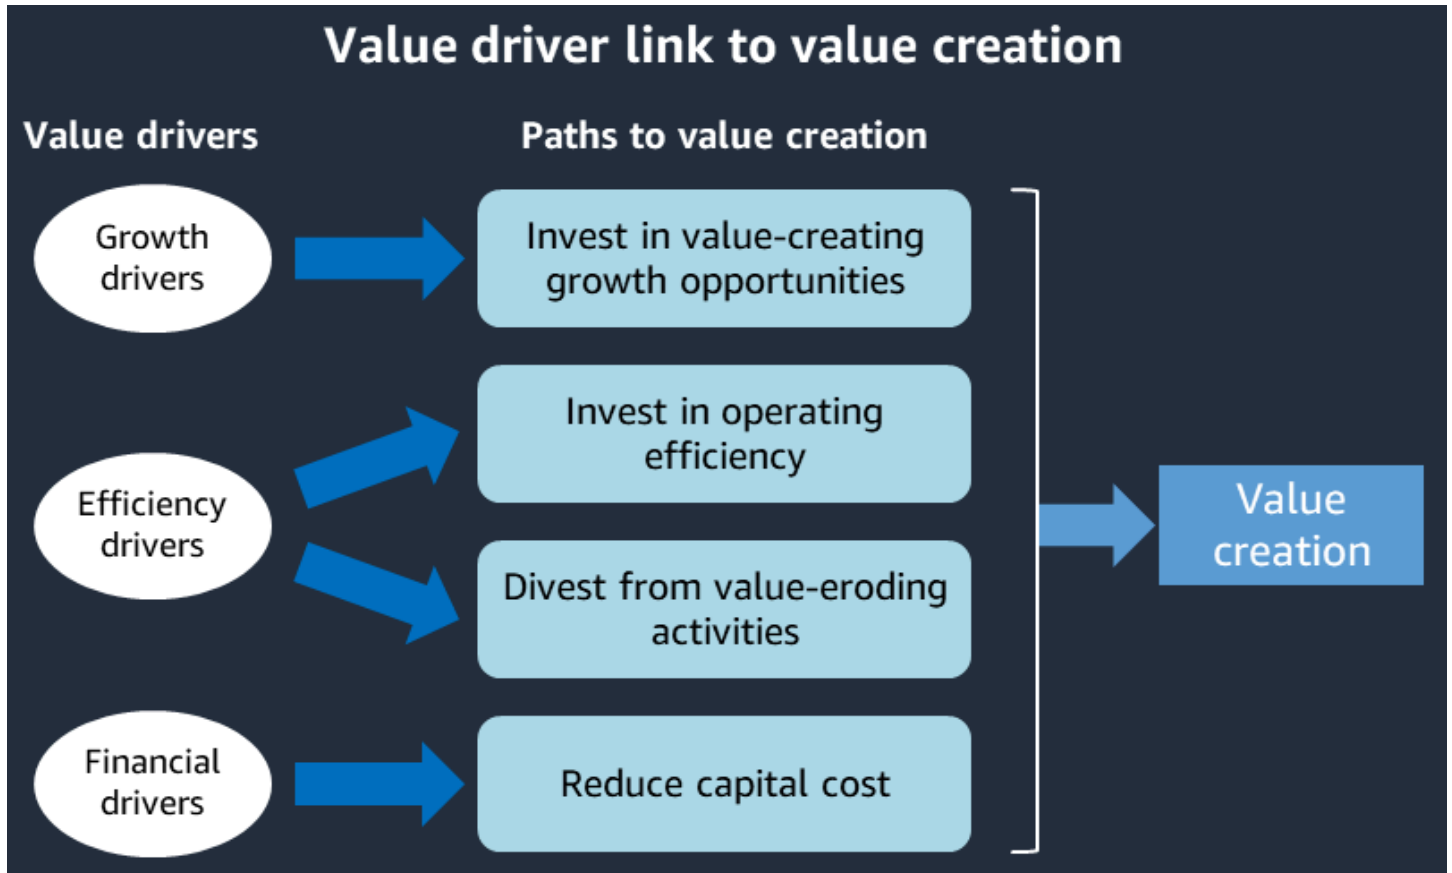 Value driver link to value creation
Value drivers
Paths to value creation
Growth
drivers
Invest in value-creating
growth opportunities
Efficiency
drivers
Invest in operating
efficiency
Divest from value-eroding
activities
Financial
drivers
Reduce capital cost
Value
creation